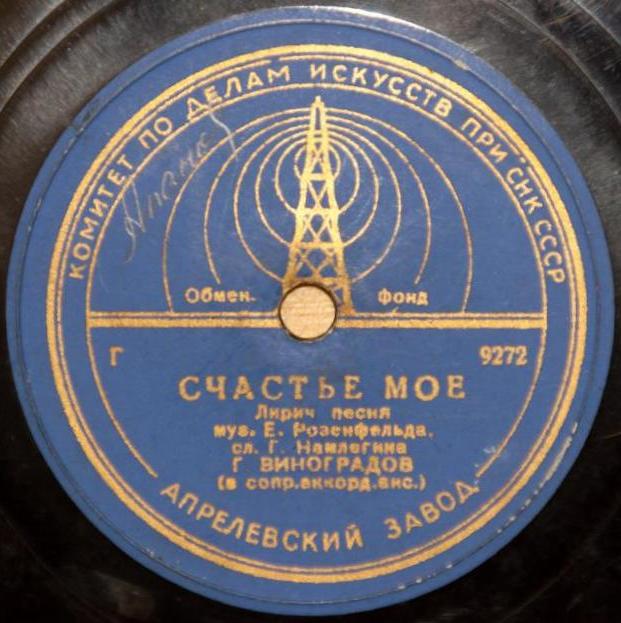 КОМИТЕТ ПО ДЕЛАМ ИСКУССТВ ПРИ СНК СССР
Обмен. фонд
Г 9272
СЧАСТЬЕ МОЕ
Лирич песня
муз. Е. Розенфельда,
сл. Г. Намлегина
Г ВИНОГРАДОВ
(в сопр.аккорд.анс.)
АПРЕЛЕВСКИЙ ЗАВОД